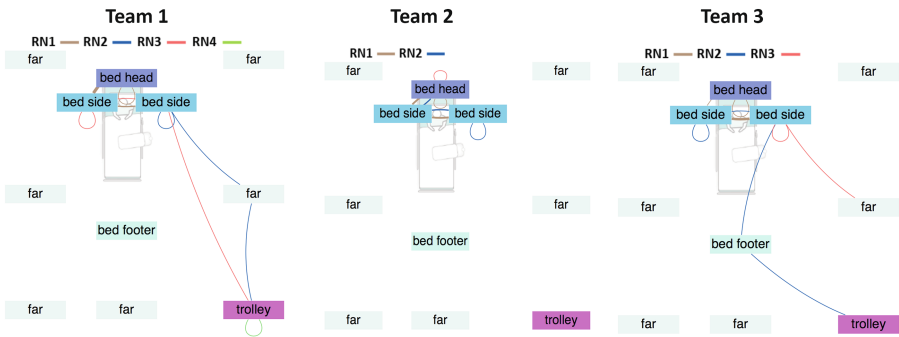 Team 1
RN1 RN2 RN3 RN4
far far
bed head
bed side bed side
far far
bed footer
far far trolley
Team 2
RN1 RN2
far far
bed head
bed side bed side
far far
bed footer
far far trolley
Team 3
RN1 RN2 RN3
far far
bed head
bed side bed side
far far
bed footer
far far trolley